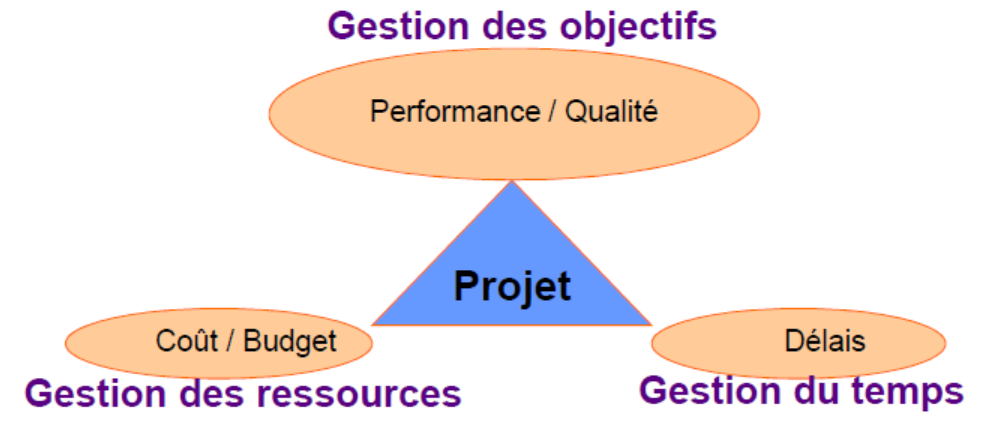 Gestion des objectifs
Performance / Qualité
Projet
Coût / Budget
Délais
Gestion des ressources
Gestion du temps